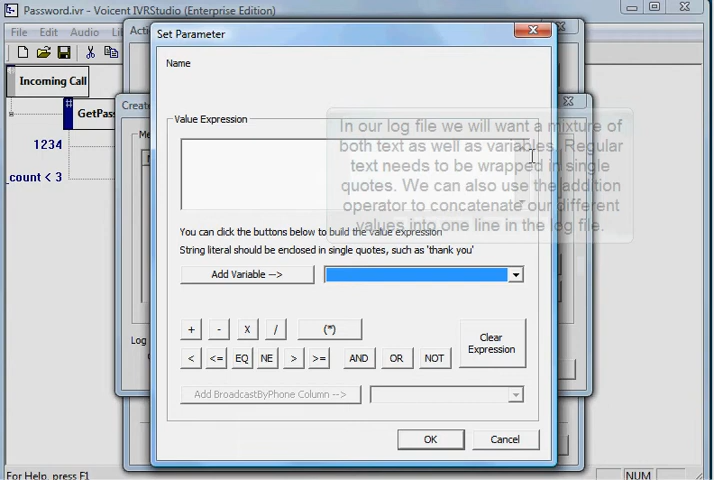 Password.ivr - Voicent IVRStudio (Enterprise Edition)
File Edit Audio
Actio
Set Parameter
Name
Incoming Call
GetPas
Create
Me
1234
_count < 3
Value Expression
In our log file we will want a mixture of
both text as well as variables. Regular
text needs to be wrapped in single
quotes. We can also use the addition
operator to concatenate our different
values into one line in the log file.
You can click the buttons below to build the value expression
String literal should be enclosed in single quotes, such as 'thank you'
Add Variable -->
+ - X / (*)
< <= EQ NE > >= AND OR NOT
Clear
Expression
Log
Add BroadcastByPhone Column -->
OK Cancel
For Help, press F1
NUM